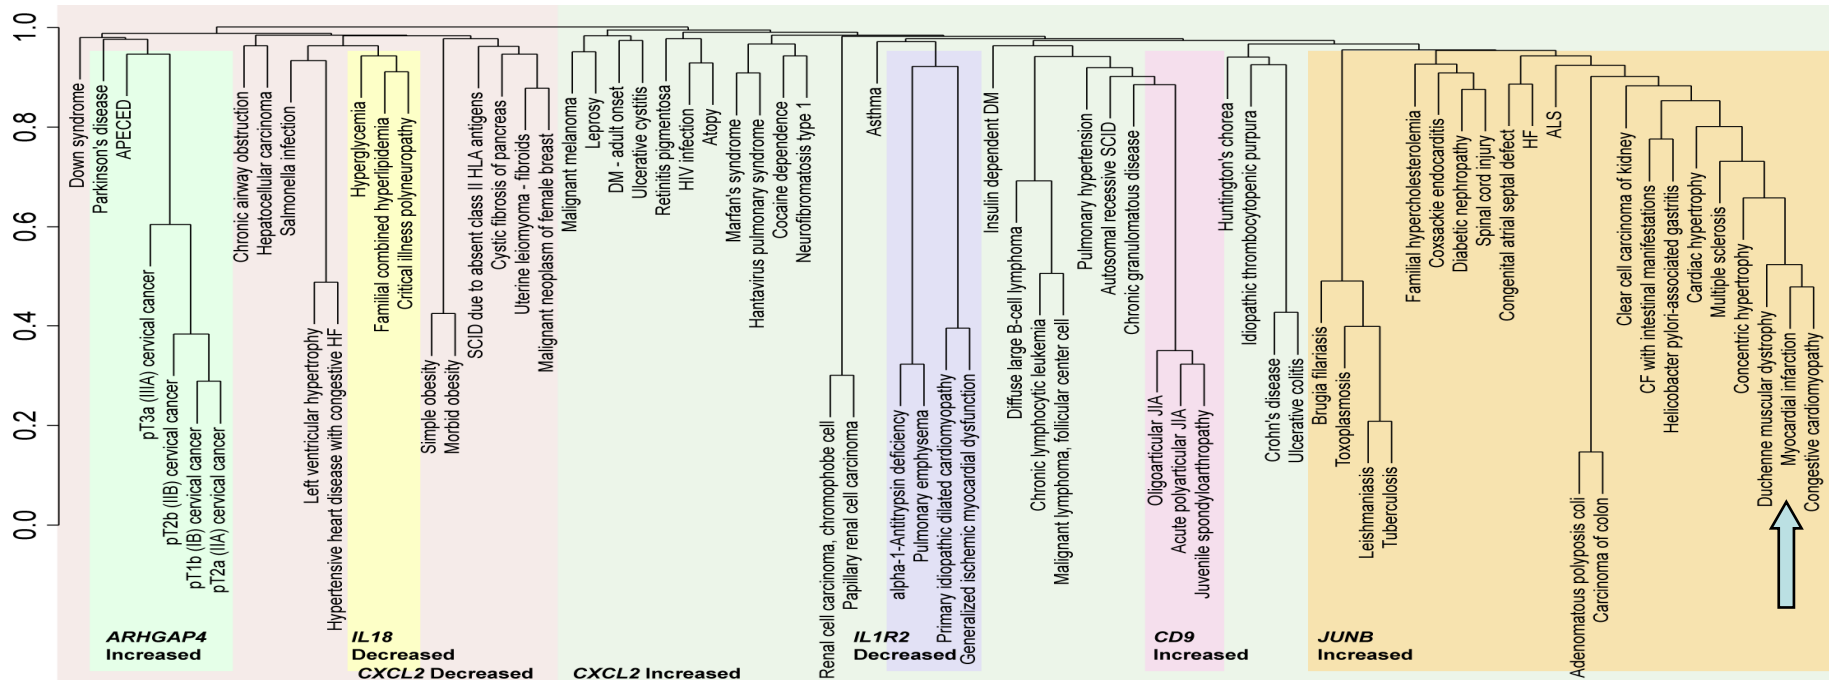 1.0
0.8
0.6
0.4
0.2
0.0
Down syndrome
Parkinson's disease
APECED
pT3a (IIA) cervical cancer
pT2b (IIB) cervical cancer
pT1b (IB) cervical cancer
pT2a (IIA) cervical cancer
Chronic airway obstruction
Hepatocellular carcinoma
Salmonella infection
Left ventricular hypertrophy
Hypertensive heart disease with congestive HF
Hyperglycemia
Familial combined hyperlipidemia
Critical illness polyneuropathy
Simple obesity
Morbid obesity
SCID due to absent class II HLA antigens
Cystic fibrosis of pancreas
Uterine leiomyoma - fibroids
Malignant neoplasm of female breast
Malignant melanoma
Leprosy
DM - adult onset
Ulcerative cystitis
Retinitis pigmentosa
HIV infection
Atopy
Marfan's syndrome
Hantavirus pulmonary syndrome
Cocaine dependence
Neurofibromatosis type 1
Renal cell carcinoma, chromophobe cell
Papillary renal cell carcinoma
Asthma
alpha-1-Antitrypsin deficiency
Pulmonary emphysema
Primary idiopathic dilated cardiomyopathy
Generalized ischemic myocardial dysfunction
Insulin dependent DM
Diffuse large B-cell lymphoma
Chronic lymphocytic leukemia
Malignant lymphoma, follicular center cell
Pulmonary hypertension
Autosomal recessive SCID
Chronic granulomatous disease
Oligoarticular JIA
Acute polyarticular JIA
Juvenile spondyloarthropathy
Huntington's chorea
Idiopathic thrombocytopenic purpura
Crohn's disease
Ulcerative colitis
Brugia filariasis
Toxoplasmosis
Leishmaniasis
Tuberculosis
Familial hypercholesterolemia
Coxsackie endocarditis
Diabetic nephropathy
Spinal cord injury
Congenital atrial septal defect
HF
ALS
Adenomatous polyposis coli
Carcinoma of colon
Clear cell carcinoma of kidney
CF with intestinal manifestations
Helicobacter pylori-associated gastritis
Cardiac hypertrophy
Multiple sclerosis
Concentric hypertrophy
Duchenne muscular dystrophy
Myocardial infarction
Congestive cardiomyopathy
ARHGAP4
Increased
IL18
Decreased
CXCL2 Decreased
CXCL2 Increased
IL1R2
Decreased
CD9
Increased
JUNB
Increased